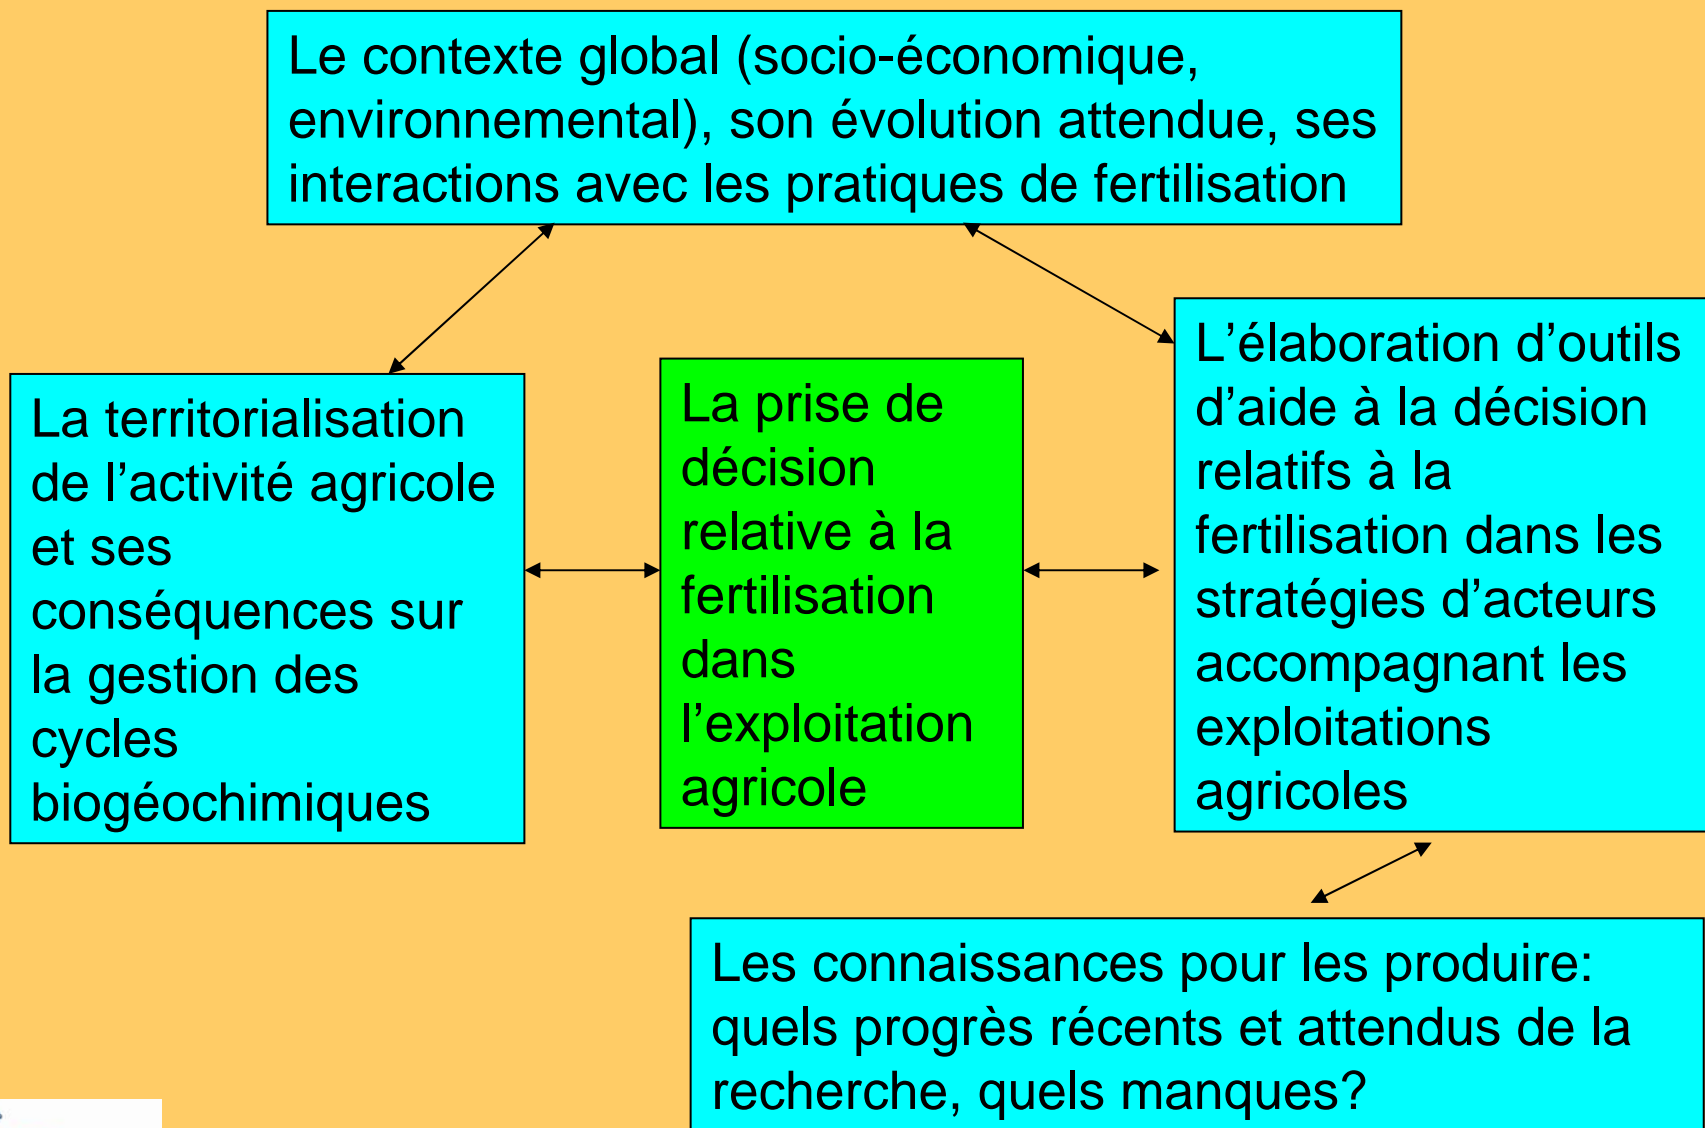 Le contexte global (socio-économique,
environnemental), son évolution attendue, ses
interactions avec les pratiques de fertilisation
La territorialisation
de l’activité agricole
et ses
conséquences sur
la gestion des
cycles
biogéochimiques
La prise de
décision
relative à la
fertilisation
dans
l’exploitation
agricole
L’élaboration d’outils
d’aide à la décision
relatifs à la
fertilisation dans les
stratégies d’acteurs
accompagnant les
exploitations
agricoles
Les connaissances pour les produire:
quels progrès récents et attendus de la
recherche, quels manques?